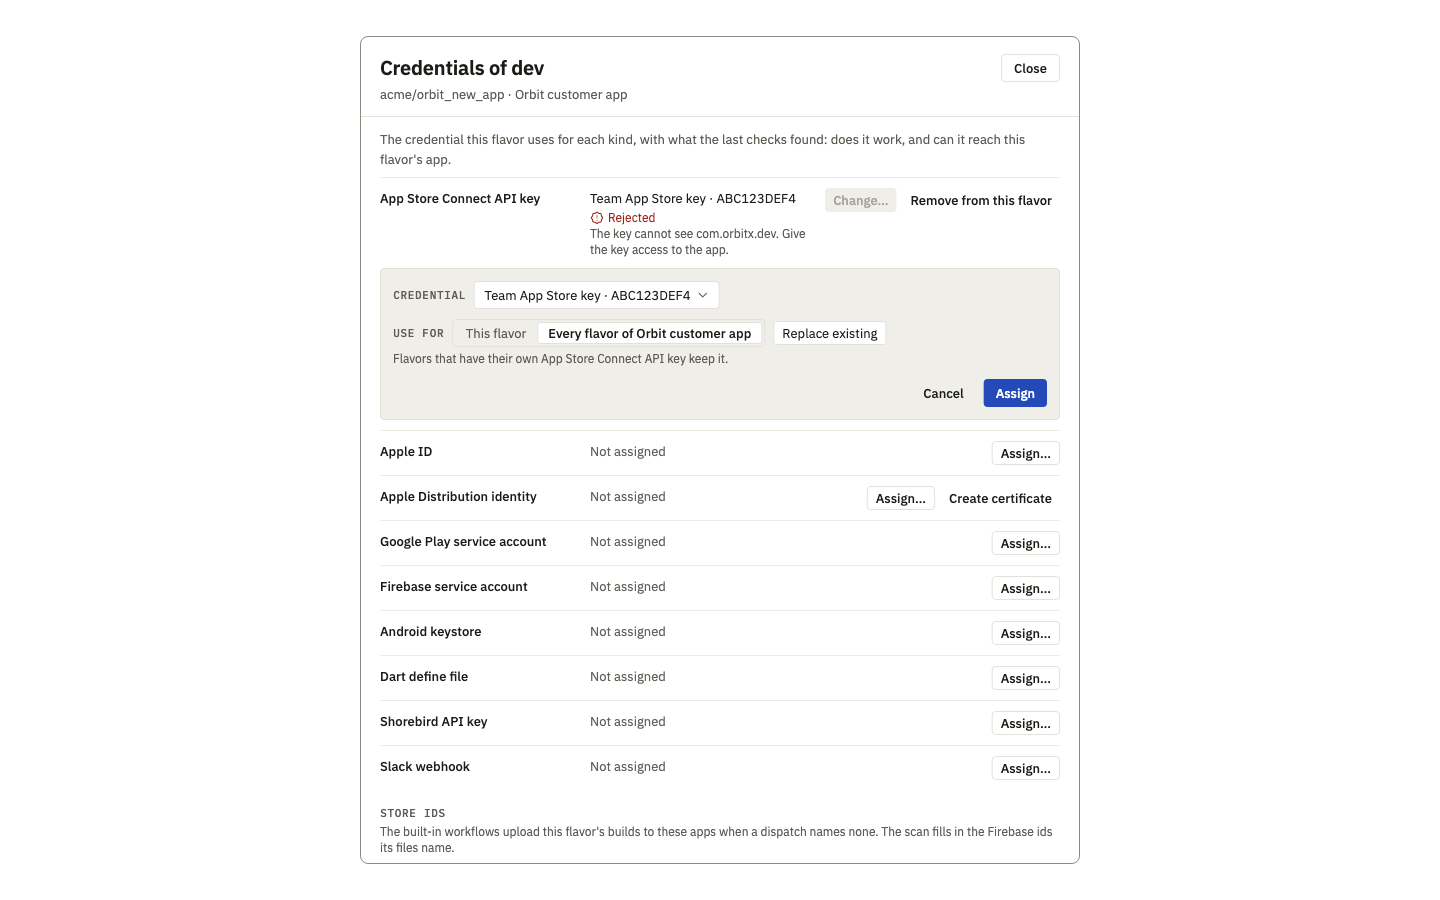 Credentials of dev
Close
acme/orbit_new_app · Orbit customer app
The credential this flavor uses for each kind, with what the last checks found: does it work, and can it reach this
flavor's app.
App Store Connect API key
Team App Store key · ABC123DEF4
Change...
Remove from this flavor
Rejected
The key cannot see com.orbitx.dev. Give
the key access to the app.
CREDENTIAL
Team App Store key · ABC123DEF4
USE FOR
This flavor
Every flavor of Orbit customer app
Replace existing
Flavors that have their own App Store Connect API key keep it.
Cancel
Assign
Apple ID
Not assigned
Assign...
Apple Distribution identity
Not assigned
Assign...
Create certificate
Google Play service account
Not assigned
Assign...
Firebase service account
Not assigned
Assign...
Android keystore
Not assigned
Assign...
Dart define file
Not assigned
Assign...
Shorebird API key
Not assigned
Assign...
Slack webhook
Not assigned
Assign...
STORE IDS
The built-in workflows upload this flavor's builds to these apps when a dispatch names none. The scan fills in the Firebase ids
its files name.